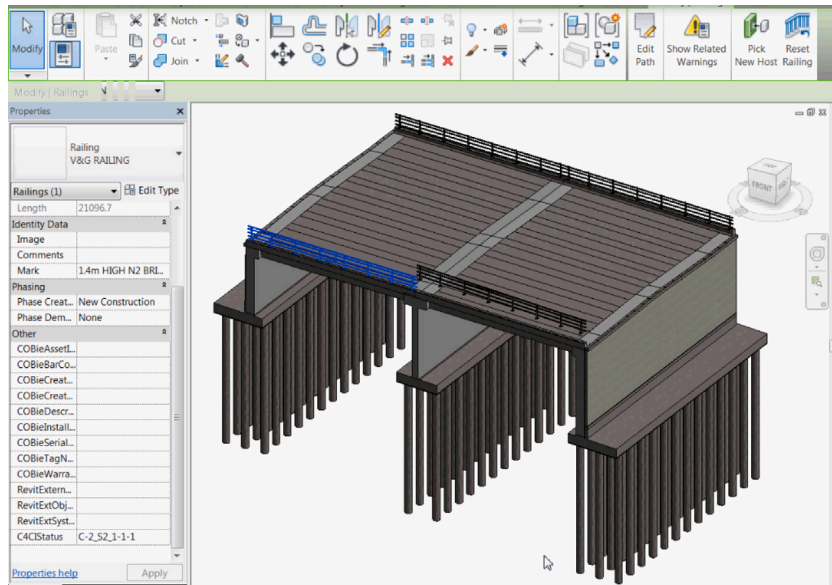 Notch
Cut
Join
Modify
Paste
Edit
Path
Show Related
Warnings
Pick
New Host
Reset
Railing
Modify | Railings
Properties
Railing
V&G RAILING
Railings (1)
Edit Type
Length 21096.7
Identity Data
Image
Comments
Mark 1.4m HIGH N2 BRI...
Phasing
Phase Creat... New Construction
Phase Dem... None
Other
COBieAssetI...
COBieBarCo...
COBieCreat...
COBieCreat...
COBieDescr...
COBieInstall...
COBieSerial...
COBieTagN...
COBieWarra...
RevitExtern...
RevitExtObj...
RevitExtSyst...
C4CIStatus C-2_S2_1-1-1
Properties help
Apply
TOP
FRONT